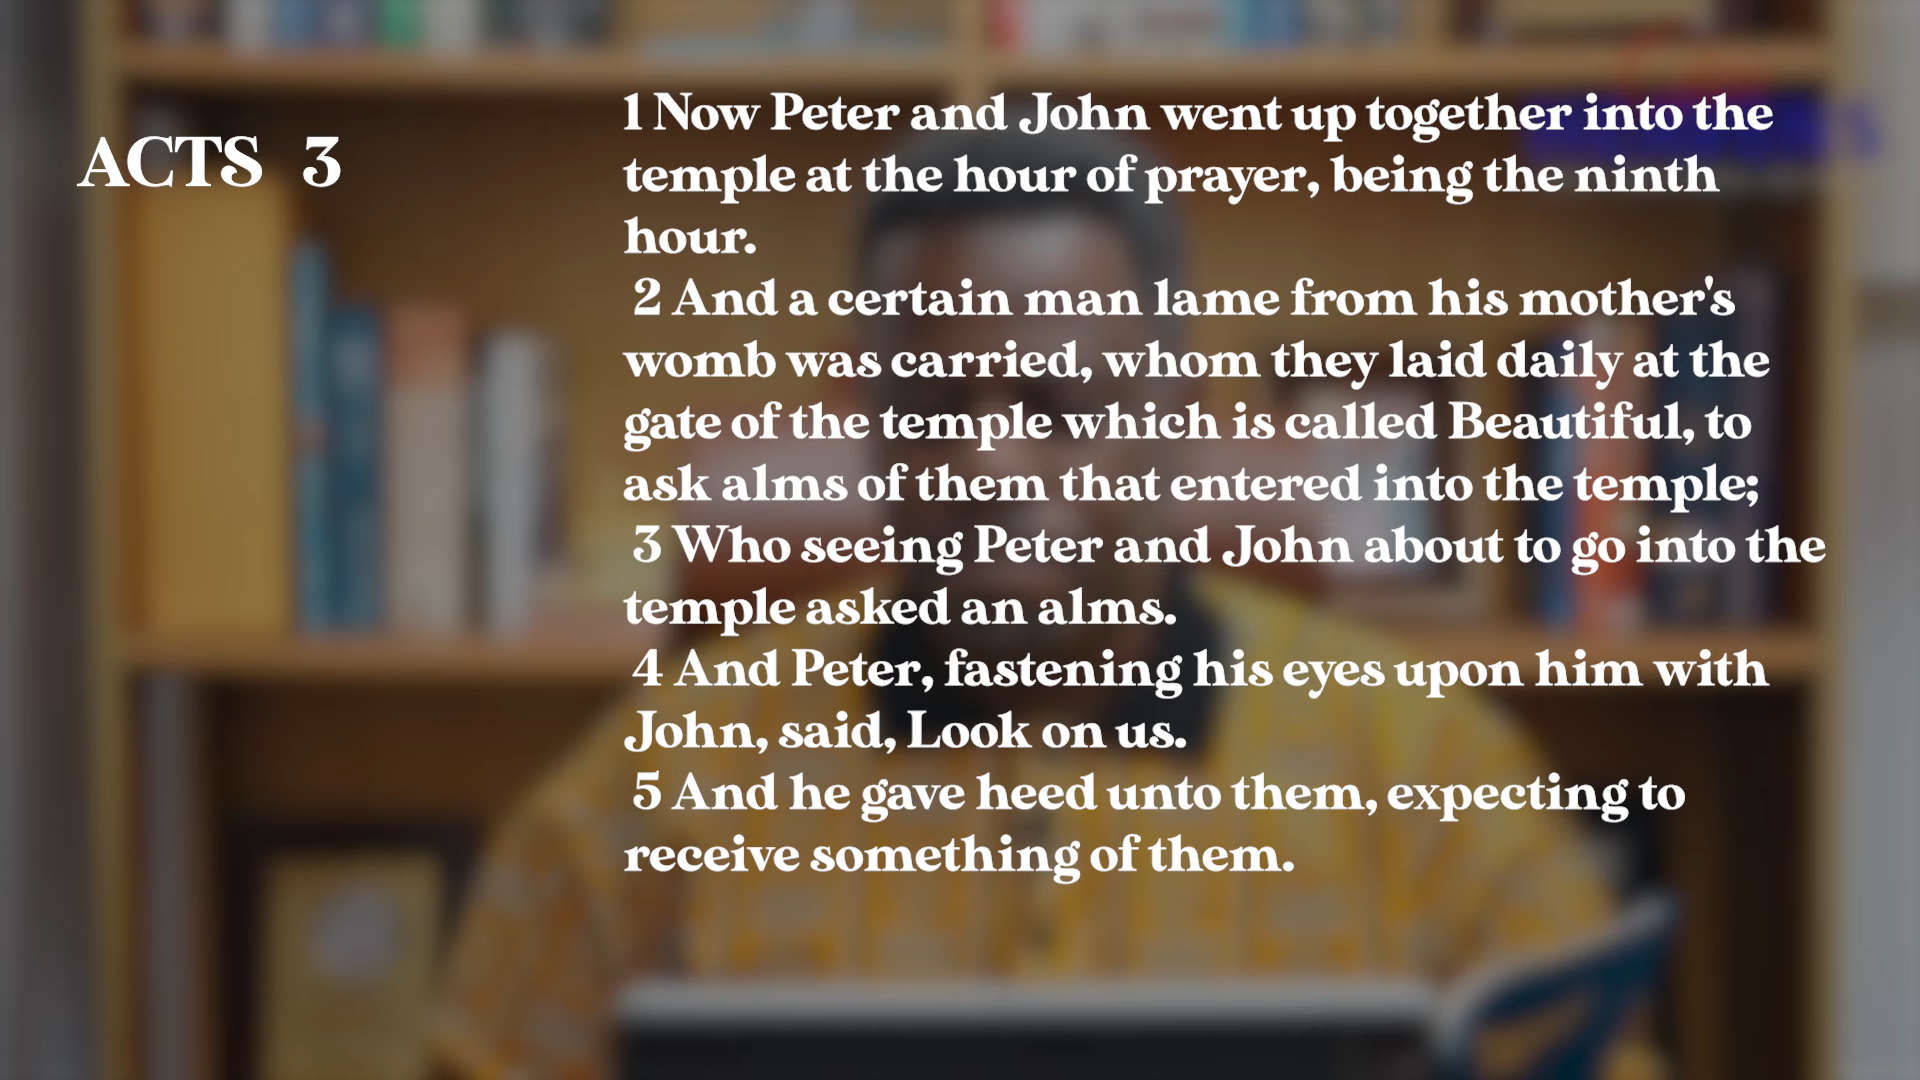 ACTS 3
1 Now Peter and John went up together into the
temple at the hour of prayer, being the ninth
hour.
2 And a certain man lame from his mother's
womb was carried, whom they laid daily at the
gate of the temple which is called Beautiful, to
ask alms of them that entered into the temple;
3 Who seeing Peter and John about to go into the
temple asked an alms.
4 And Peter, fastening his eyes upon him with
John, said, Look on us.
5 And he gave heed unto them, expecting to
receive something of them.